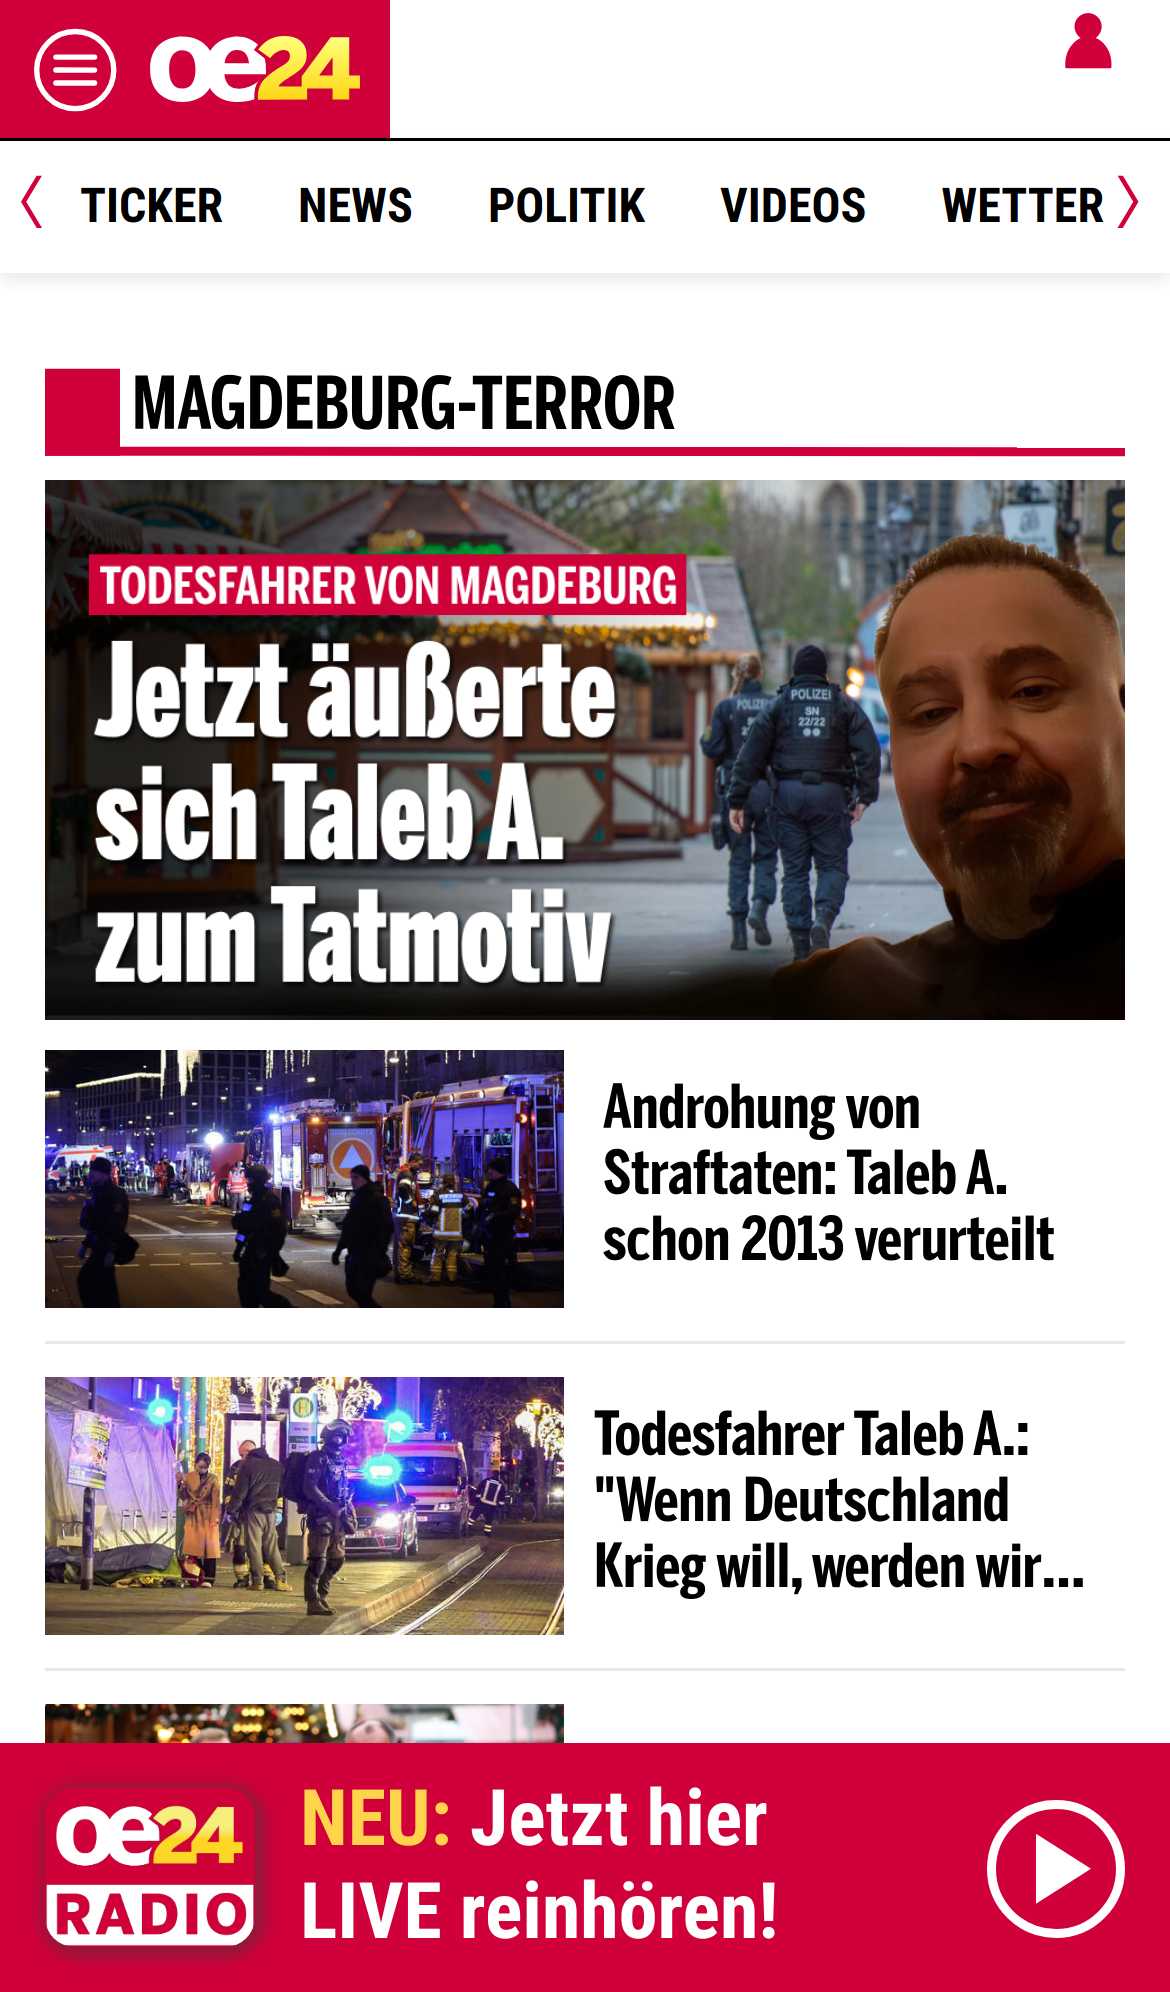 oe24
TICKER NEWS POLITIK VIDEOS WETTER
MAGDEBURG-TERROR
TODESFAHRER VON MAGDEBURG
Jetzt äußerte
sich Taleb A.
zum Tatmotiv
POLIZEI
SN
22/22
Androhung von
Straftaten: Taleb A.
schon 2013 verurteilt
Todesfahrer Taleb A.:
"Wenn Deutschland
Krieg will, werden wir...
oe24
RADIO
NEU: Jetzt hier
LIVE reinhören!